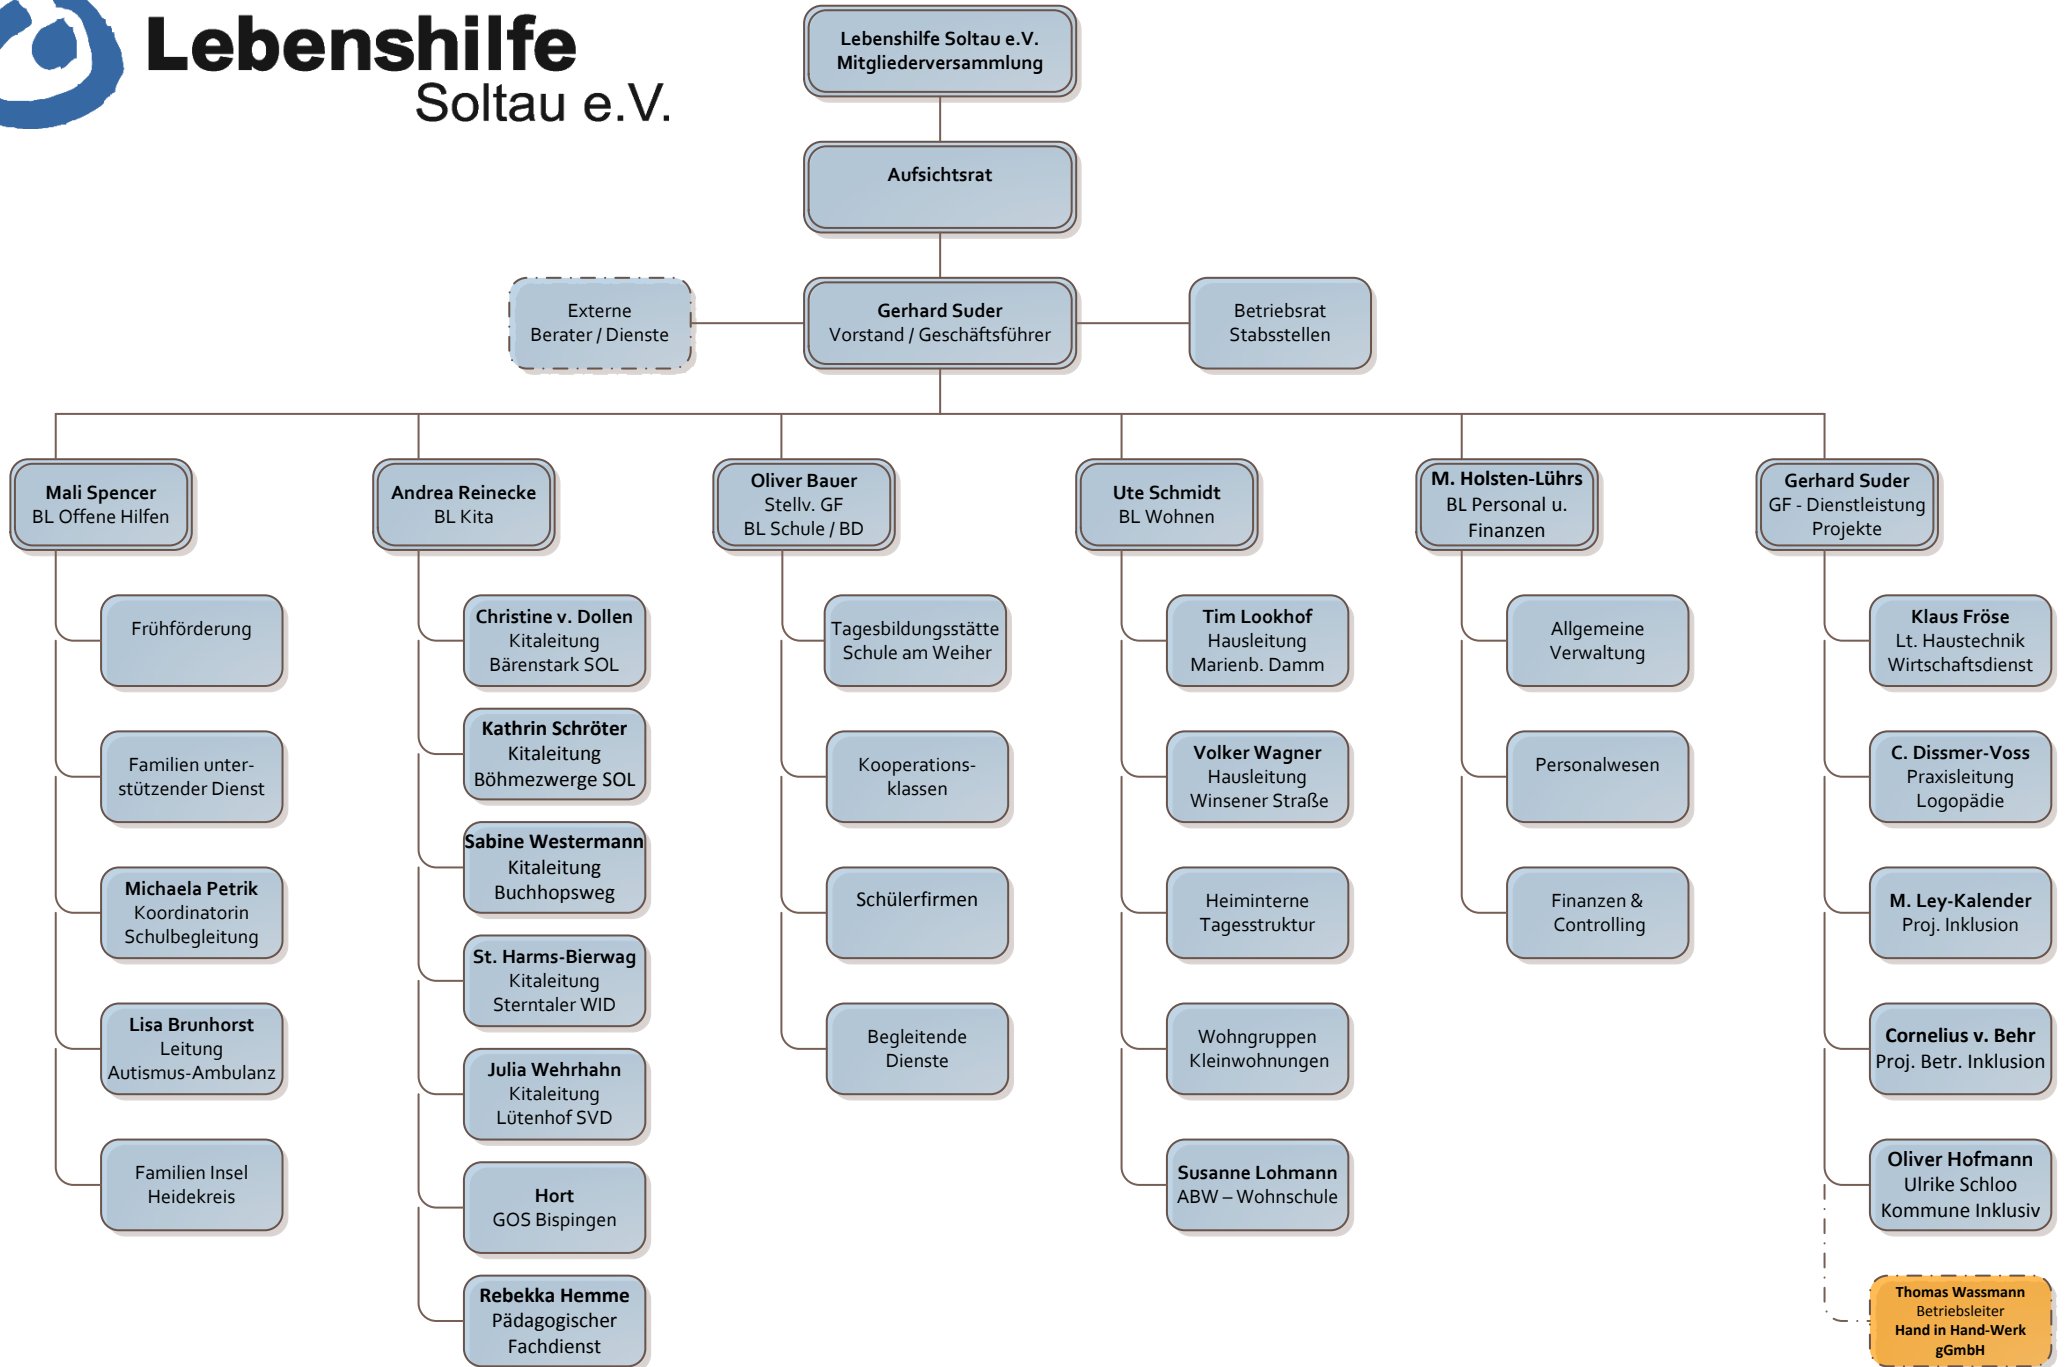 Lebenshilfe
Soltau e.V.
Lebenshilfe Soltau e.V.
Mitgliederversammlung
Aufsichtsrat
Externe
Berater / Dienste
Gerhard Suder
Vorstand / Geschäftsführer
Betriebsrat
Stabsstellen
Mali Spencer
BL Offene Hilfen
Frühförderung
Familien unter-
stützender Dienst
Michaela Petrik
Koordinatorin
Schulbegleitung
Lisa Brunhorst
Leitung
Autismus-Ambulanz
Familien Insel
Heidekreis
Andrea Reinecke
BL Kita
Christine v. Dollen
Kitaleitung
Bärenstark SOL
Kathrin Schröter
Kitaleitung
Böhmezwerge SOL
Sabine Westermann
Kitaleitung
Buchhopsweg
St. Harms-Bierwag
Kitaleitung
Sterntaler WID
Julia Wehrhahn
Kitaleitung
Lütenhof SVD
Hort
GOS Bispingen
Rebekka Hemme
Pädagogischer
Fachdienst
Oliver Bauer
Stellv. GF
BL Schule / BD
Tagesbildungsstätte
Schule am Weiher
Kooperations-
klassen
Schülerfirmen
Begleitende
Dienste
Ute Schmidt
BL Wohnen
Tim Lookhof
Hausleitung
Marienb. Damm
Volker Wagner
Hausleitung
Winsener Straße
Heiminterne
Tagesstruktur
Wohngruppen
Kleinwohnungen
Susanne Lohmann
ABW – Wohnschule
M. Holsten-Lührs
BL Personal u.
Finanzen
Allgemeine
Verwaltung
Personalwesen
Finanzen &
Controlling
Gerhard Suder
GF - Dienstleistung
Projekte
Klaus Fröse
Lt. Haustechnik
Wirtschaftsdienst
C. Dissmer-Voss
Praxisleitung
Logopädie
M. Ley-Kalender
Proj. Inklusion
Cornelius v. Behr
Proj. Betr. Inklusion
Oliver Hofmann
Ulrike Schloo
Kommune Inklusiv
Thomas Wassmann
Betriebsleiter
Hand in Hand-Werk
gGmbH